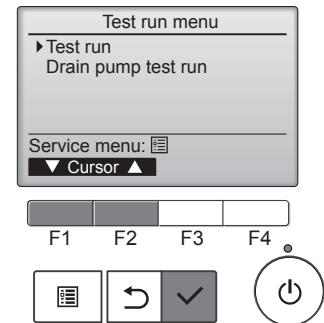 Test run menu
Test run
Drain pump test run
Service menu:
▼ Cursor ▲
F1 F2 F3 F4